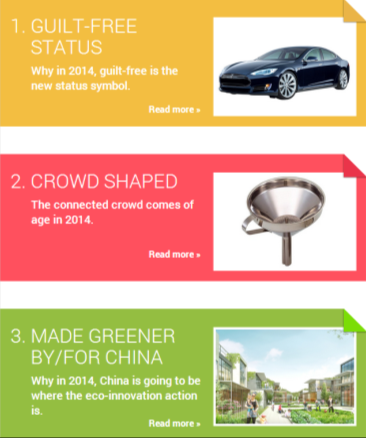 1. GUILT-FREE
STATUS
Why in 2014, guilt-free is the
new status symbol.
Read more »
2. CROWD SHAPED
The connected crowd comes of
age in 2014.
Read more »
3. MADE GREENER
BY/FOR CHINA
Why in 2014, China is going to be
where the eco-innovation action
is.
Read more »